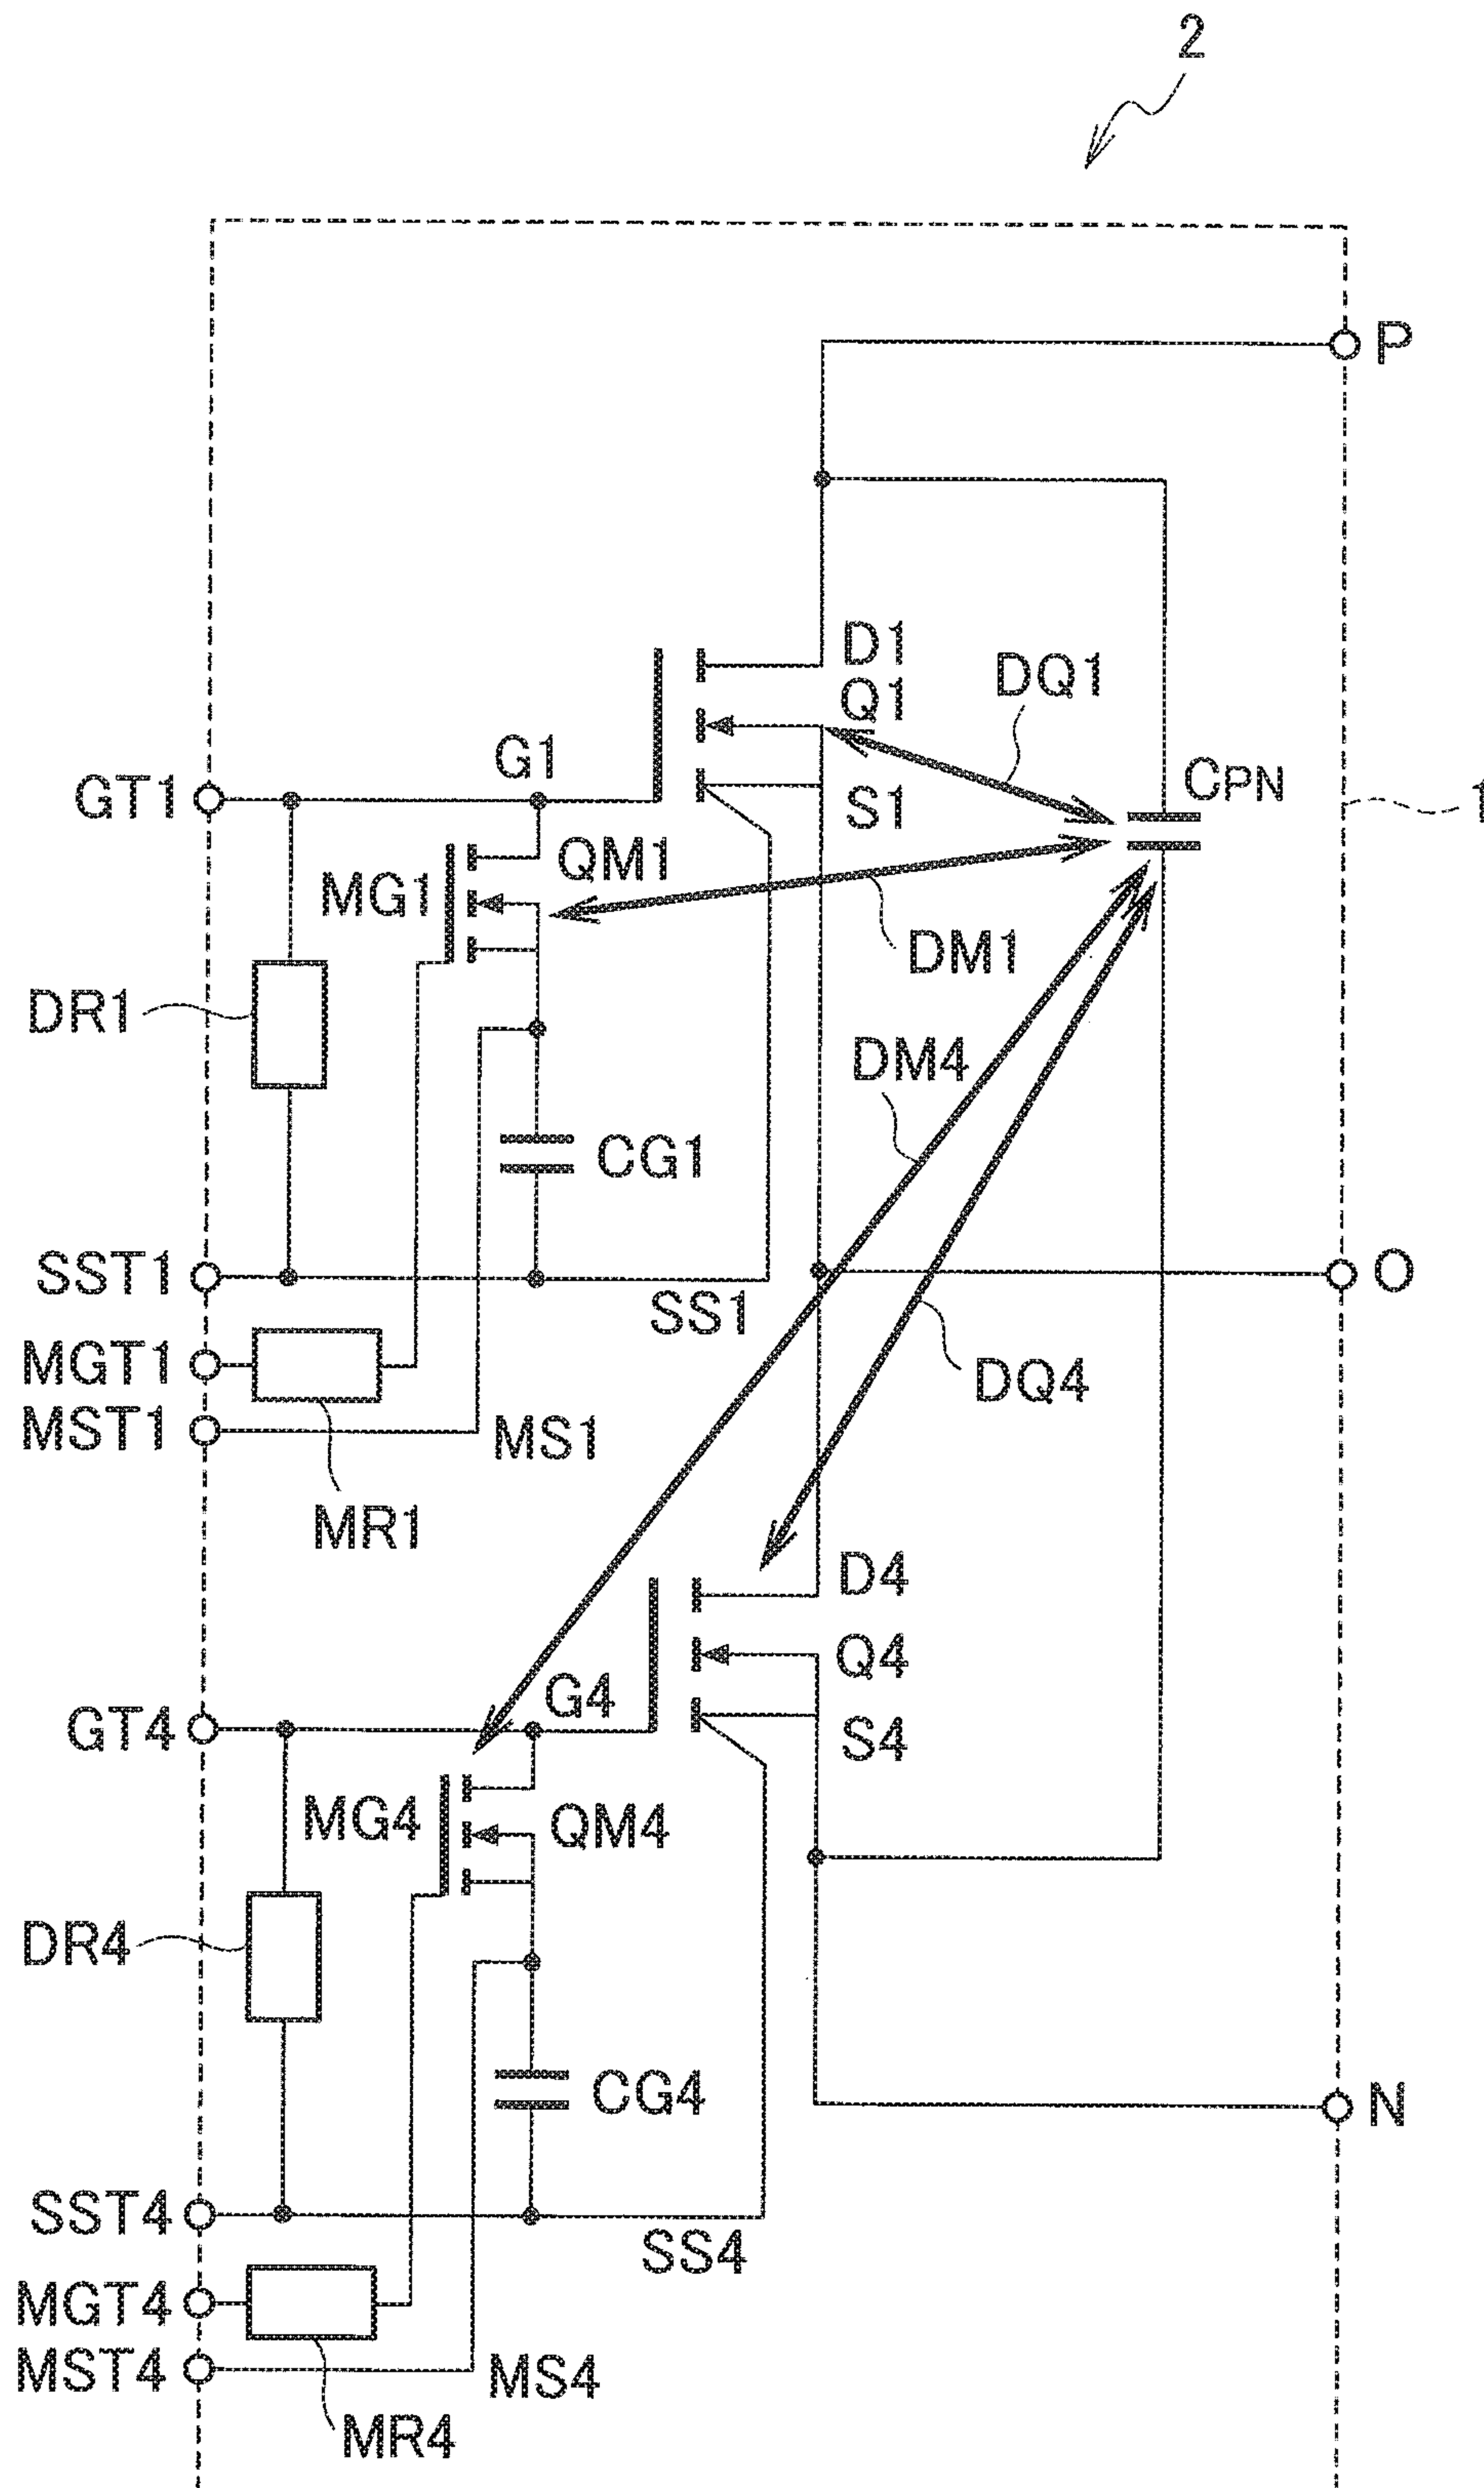 2
P
D1
Q1
DQ1
G1
GT1
CPN
S1
1
QM1
MG1
DM1
DR1
DM4
CG1
SST1
O
SS1
MGT1
DQ4
MST1
MS1
MR1
D4
Q4
G4
GT4
S4
MG4
QM4
DR4
CG4
N
SST4
SS4
MGT4
MST4
MS4
MR4